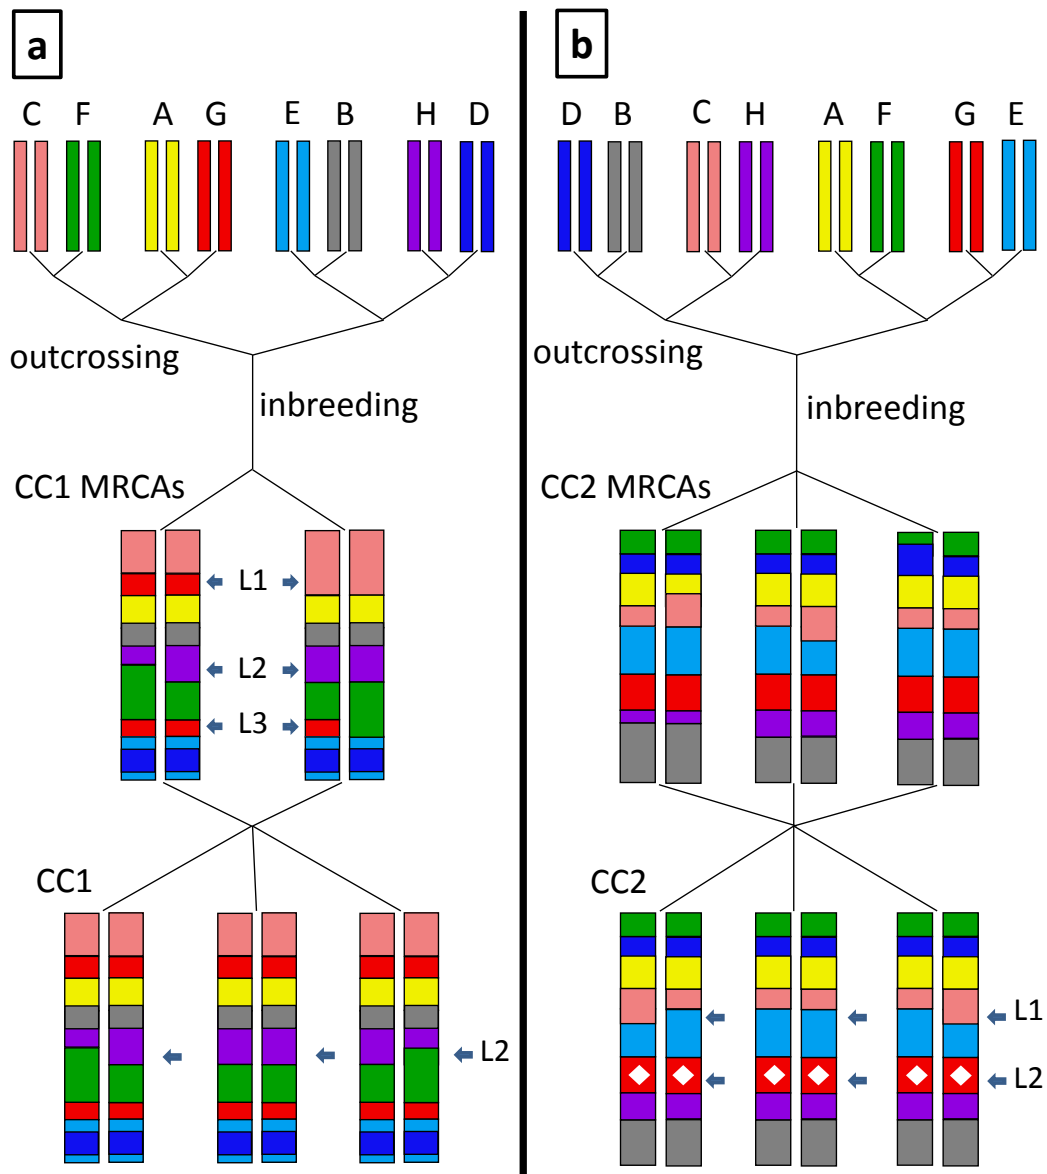 a
C F A G E B H D
outcrossing
inbreeding
CC1 MRCAs
L1
L2
L3
CC1
L2
b
D B C H A F G E
outcrossing
inbreeding
CC2 MRCAs
CC2
L1
L2